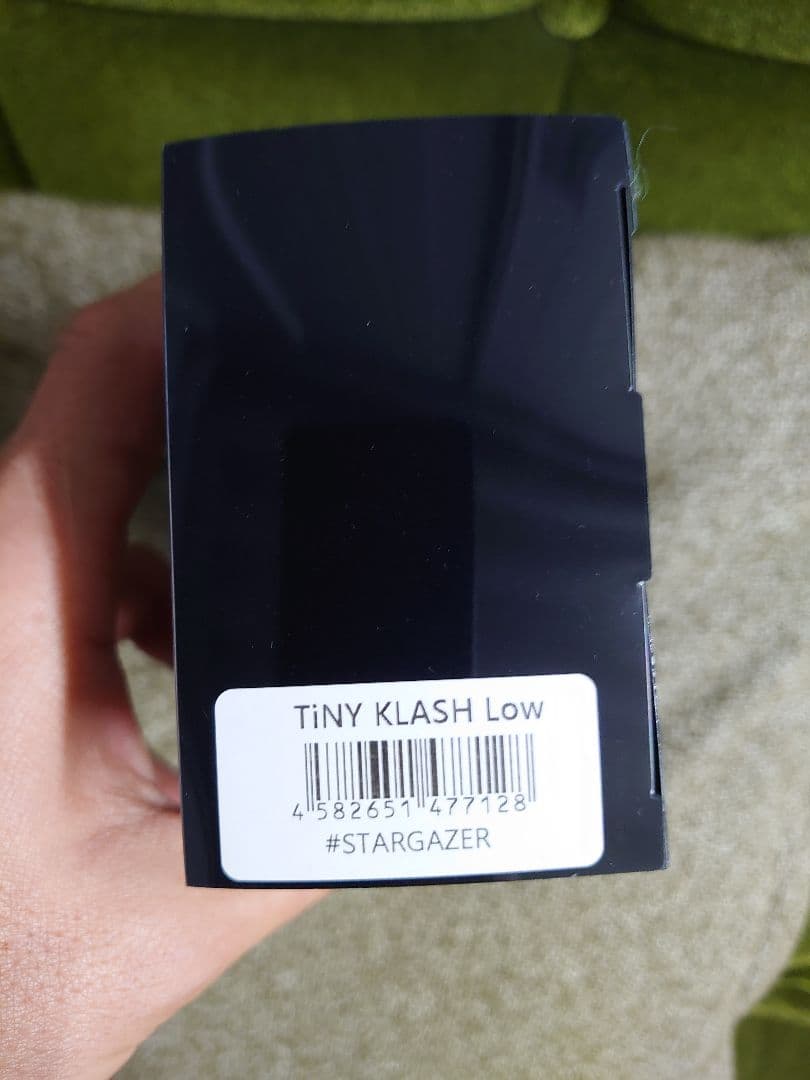 TiNY KLASH Low
4 582651 477128
#STARGAZER